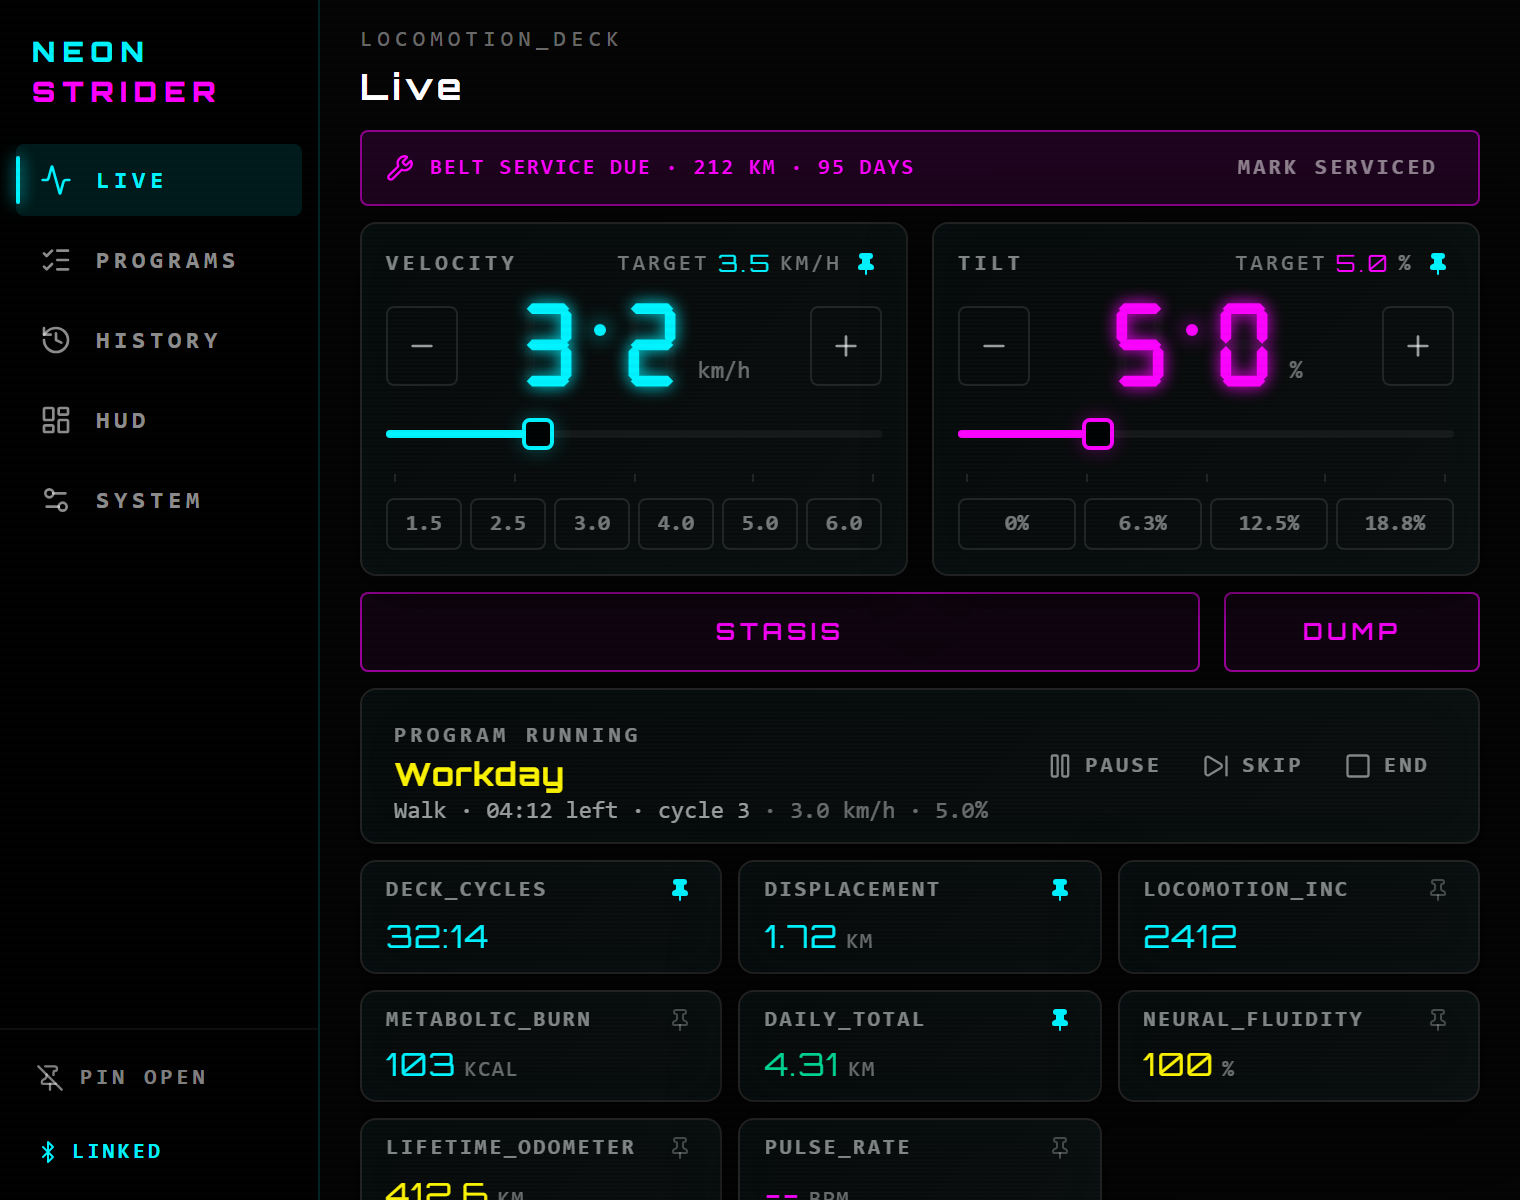 NEON
STRIDER
LIVE
PROGRAMS
HISTORY
HUD
SYSTEM
PIN OPEN
LINKED
LOCOMOTION_DECK
Live
BELT SERVICE DUE · 212 KM · 95 DAYS
MARK SERVICED
VELOCITY TARGET 3.5 KM/H
3.2 km/h
1.5 2.5 3.0 4.0 5.0 6.0
TILT TARGET 5.0 %
5.0 %
0% 6.3% 12.5% 18.8%
STASIS
DUMP
PROGRAM RUNNING
Workday
Walk · 04:12 left · cycle 3 · 3.0 km/h · 5.0%
PAUSE SKIP END
DECK_CYCLES
32:14
DISPLACEMENT
1.72 KM
LOCOMOTION_INC
2412
METABOLIC_BURN
103 KCAL
DAILY_TOTAL
4.31 KM
NEURAL_FLUIDITY
100 %
LIFETIME_ODOMETER
412.6 KM
PULSE_RATE
-- BPM